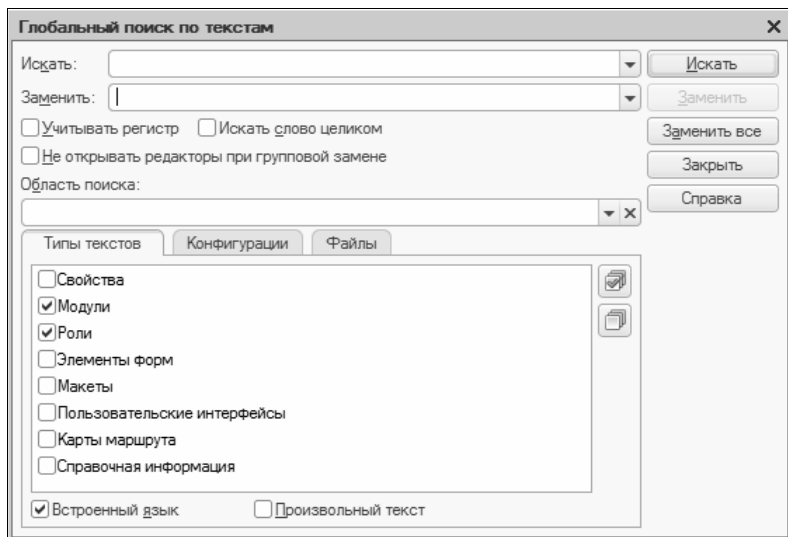 Глобальный поиск по текстам
Искать:
Искать
Заменить:
Заменить
Учитывать регистр Искать слово целиком
Заменить все
Не открывать редакторы при групповой замене
Закрыть
Область поиска:
Справка
Типы текстов Конфигурации Файлы
Свойства
Модули
Роли
Элементы форм
Макеты
Пользовательские интерфейсы
Карты маршрута
Справочная информация
Встроенный язык Произвольный текст